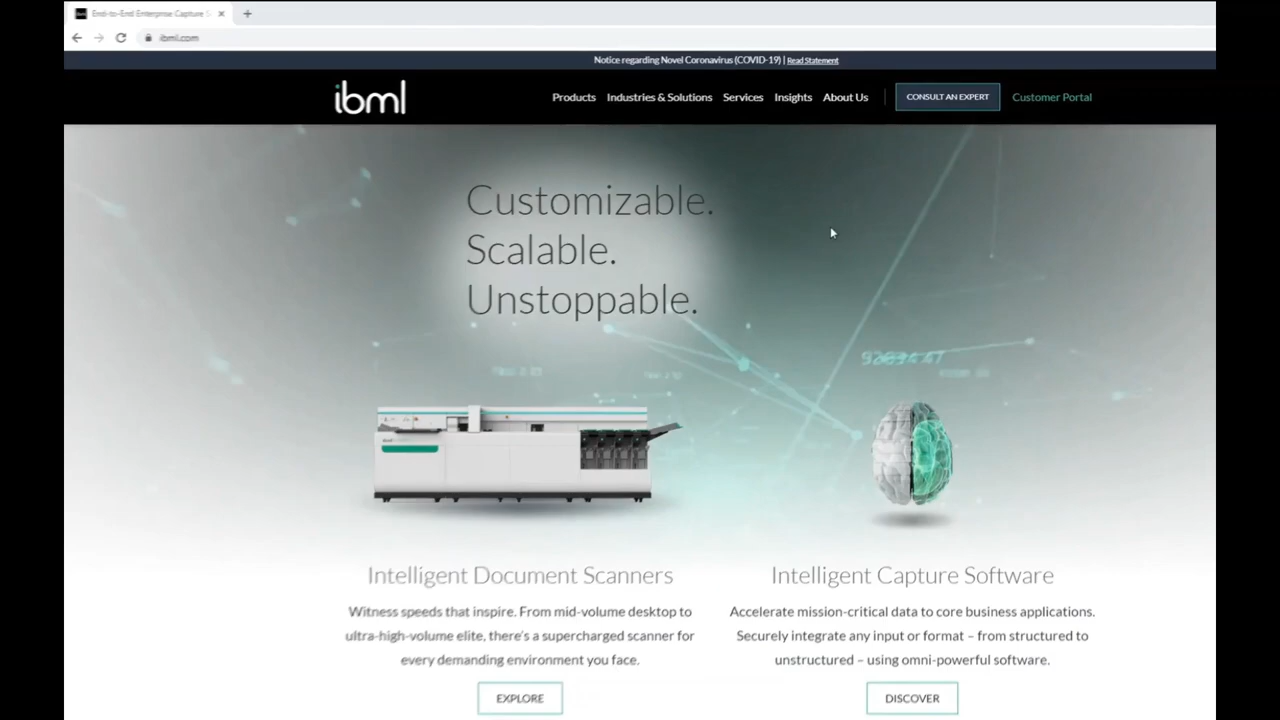 End-to-End Enterprise Capture S
ibml.com
Notice regarding Novel Coronavirus (COVID-19) | Read Statement
ibml
Products Industries & Solutions Services Insights About Us CONSULT AN EXPERT Customer Portal
Customizable.
Scalable.
Unstoppable.
Intelligent Document Scanners
Witness speeds that inspire. From mid-volume desktop to
ultra-high-volume elite, there's a supercharged scanner for
every demanding environment you face.
EXPLORE
Intelligent Capture Software
Accelerate mission-critical data to core business applications.
Securely integrate any input or format – from structured to
unstructured – using omni-powerful software.
DISCOVER